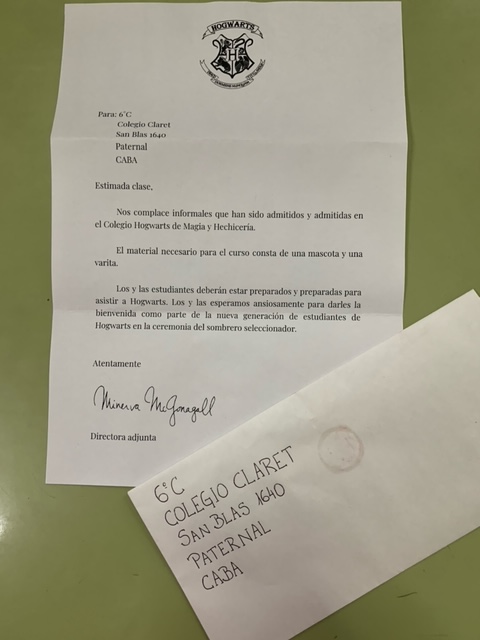 HOGWARTS
Para: 6°C
Colegio Claret
San Blas 1640
Paternal
CABA
Estimada clase,
Nos complace informales que han sido admitidos y admitidas en
el Colegio Hogwarts de Magia y Hechicería.
El material necesario para el curso consta de una mascota y una
varita.
Los y las estudiantes deberán estar preparados y preparadas para
asistir a Hogwarts. Los y las esperamos ansiosamente para darles la
bienvenida como parte de la nueva generación de estudiantes de
Hogwarts en la ceremonia del sombrero seleccionador.
Atentamente
Minerva McGonagall
Directora adjunta
6°C
COLEGIO CLARET
SAN BLAS 1640
PATERNAL
CABA